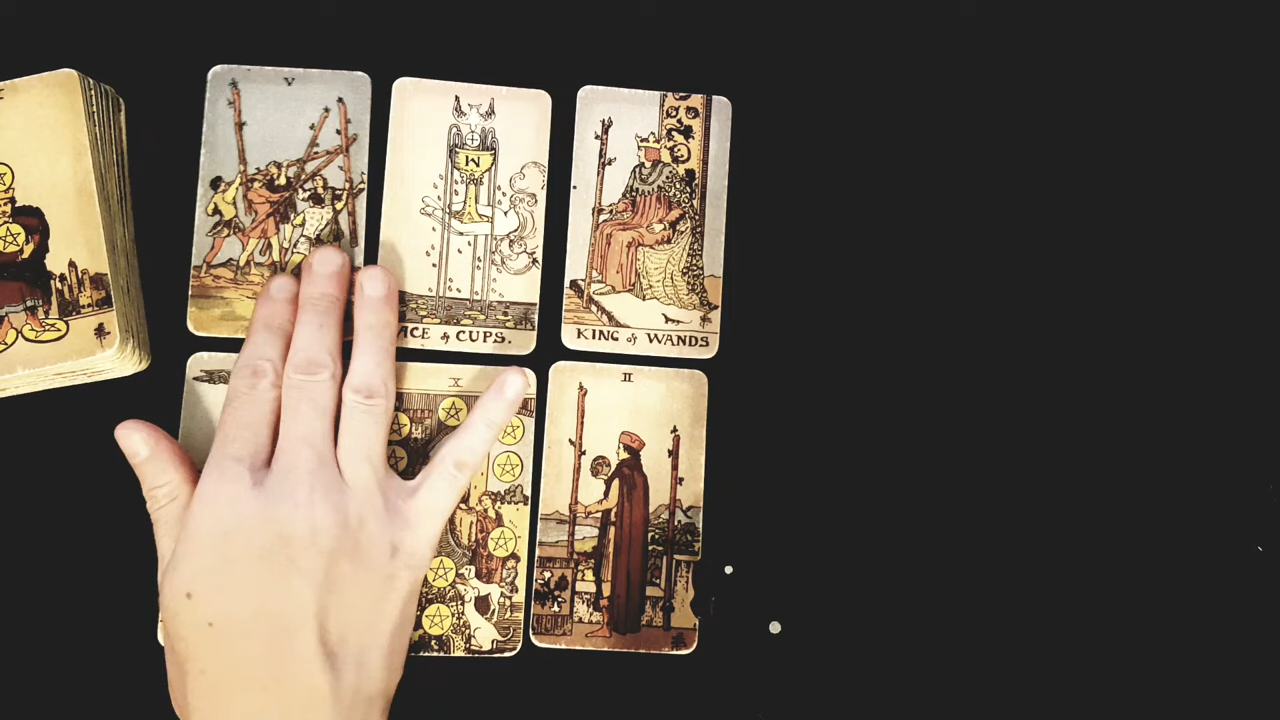 V
ACE of CUPS.
KING of WANDS
X
II